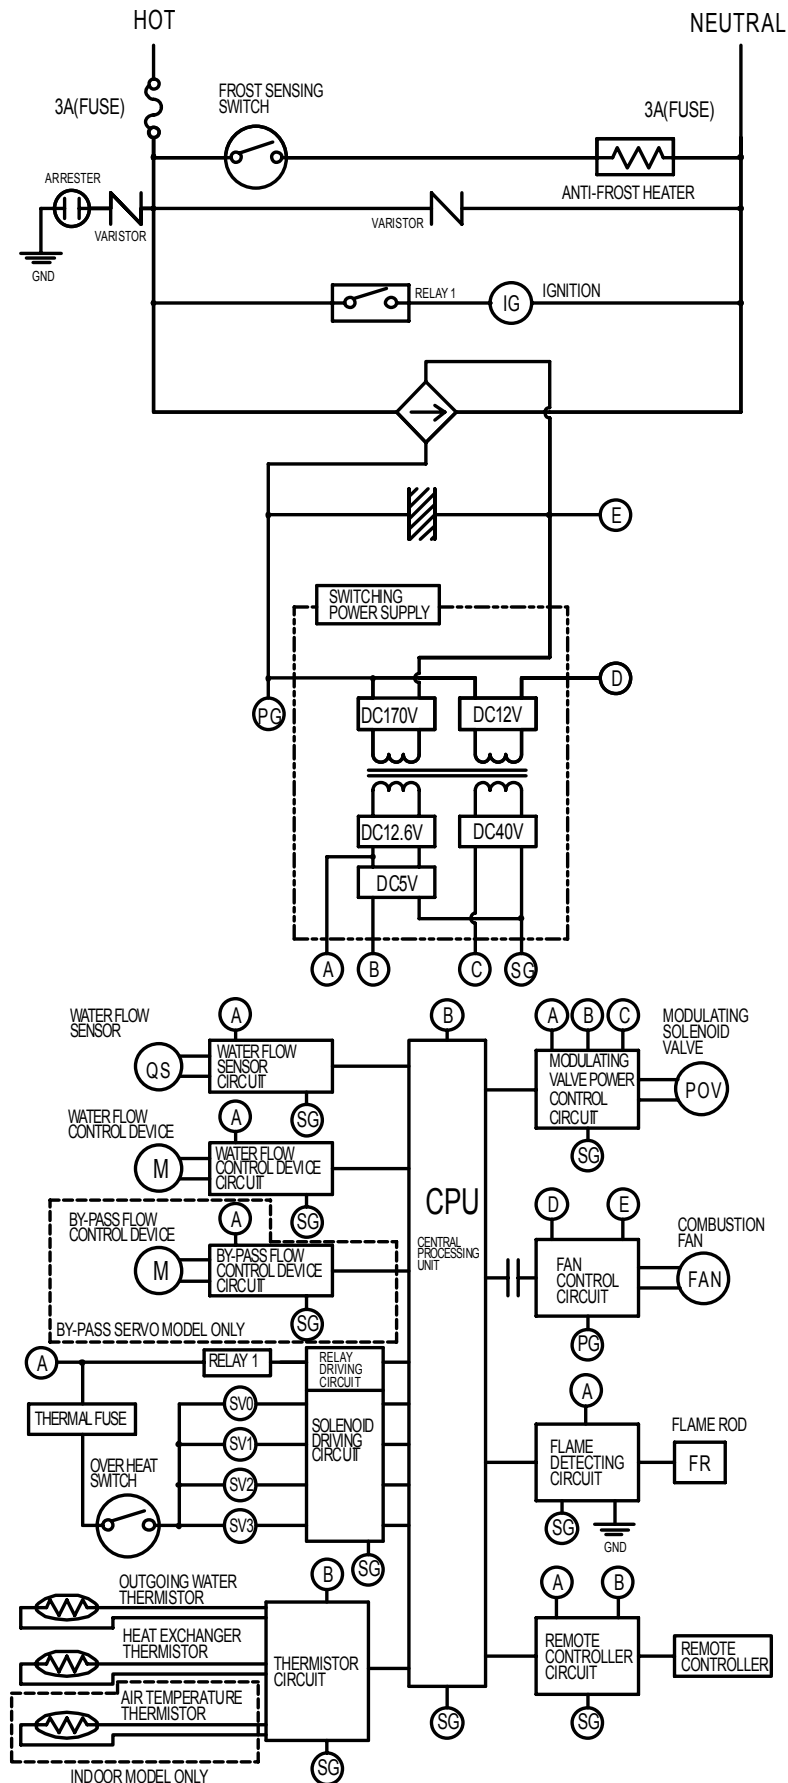 HOT
NEUTRAL
3A(FUSE)
FROST SENSING
SWITCH
3A(FUSE)
ANTI-FROST HEATER
ARRESTER
VARISTOR
VARISTOR
GND
RELAY 1
IG
IGNITION
E
SWITCHING
POWER SUPPLY
D
PG
DC170V
DC12V
DC12.6V
DC40V
DC5V
A
B
C
SG
WATER FLOW
SENSOR
QS
A
WATER FLOW
SENSOR
CIRCUIT
SG
WATER FLOW
CONTROL DEVICE
M
A
WATER FLOW
CONTROL DEVICE
CIRCUIT
SG
BY-PASS FLOW
CONTROL DEVICE
M
A
BY-PASS FLOW
CONTROL DEVICE
CIRCUIT
SG
BY-PASS SERVO MODEL ONLY
A
RELAY 1
RELAY
DRIVING
CIRCUIT
THERMAL FUSE
SV0
SV1
SV2
SV3
SOLENOID
DRIVING
CIRCUIT
OVER HEAT
SWITCH
SG
OUTGOING WATER
THERMISTOR
HEAT EXCHANGER
THERMISTOR
AIR TEMPERATURE
THERMISTOR
INDOOR MODEL ONLY
B
THERMISTOR
CIRCUIT
SG
B
CPU
CENTRAL
PROCESSING
UNIT
SG
A
B
C
MODULATING
SOLENOID
VALVE
MODULATING
VALVE POWER
CONTROL
CIRCUIT
POV
SG
D
E
COMBUSTION
FAN
FAN
CONTROL
CIRCUIT
FAN
PG
A
FLAME ROD
FLAME
DETECTING
CIRCUIT
FR
SG
GND
A
B
REMOTE
CONTROLLER
CIRCUIT
REMOTE
CONTROLLER
SG